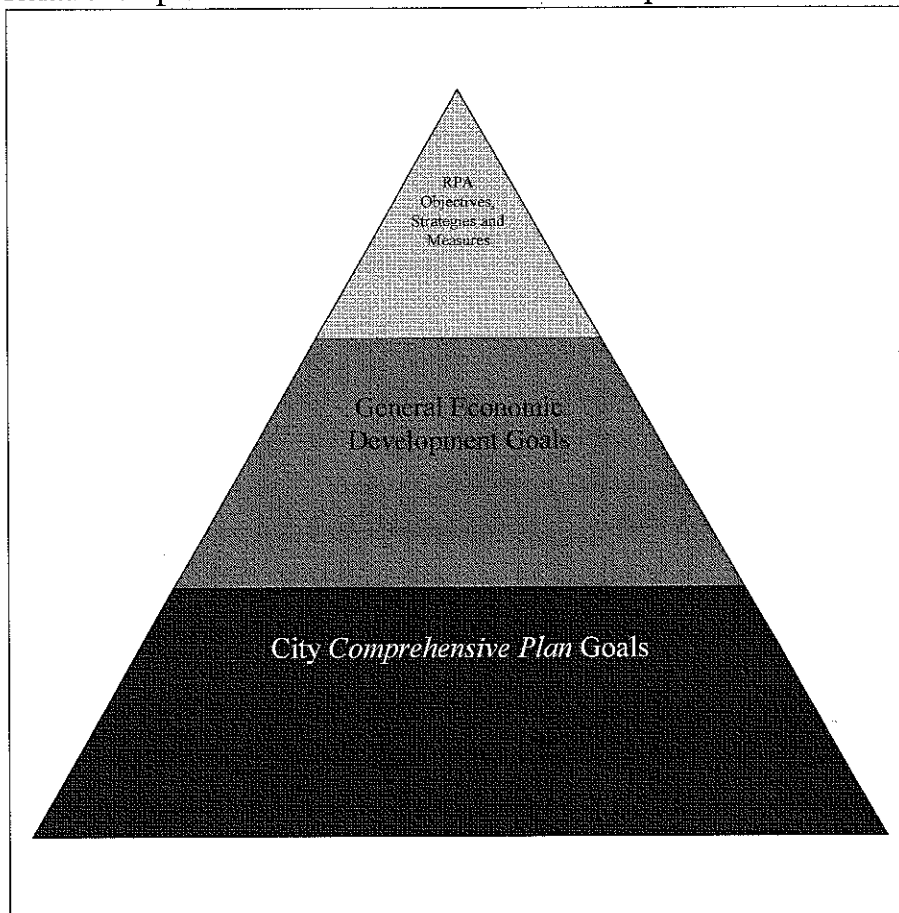 RPA
Objectives,
Strategies and
Measures
General Economic
Development Goals
City Comprehensive Plan Goals